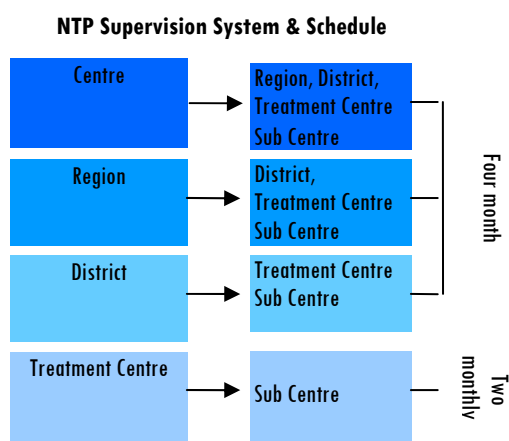 NTP Supervision System & Schedule
Centre
Region, District,
Treatment Centre
Sub Centre
Region
District,
Treatment Centre
Sub Centre
District
Treatment Centre
Sub Centre
Four month
Treatment Centre
Sub Centre
Two
monthly